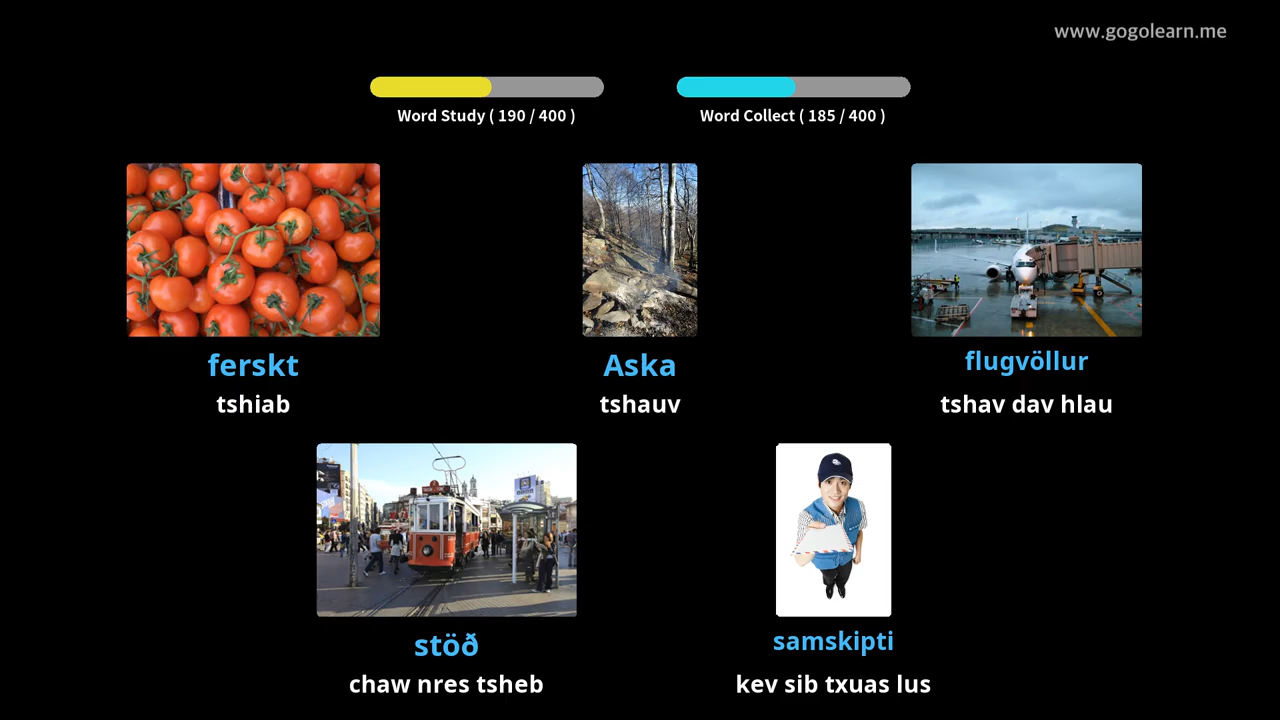 www.gogolearn.me
Word Study ( 190 / 400 )
Word Collect ( 185 / 400 )
ferskt
tshiab
Aska
tshauv
flugvöllur
tshav dav hlau
stöð
chaw nres tsheb
samskipti
kev sib txuas lus